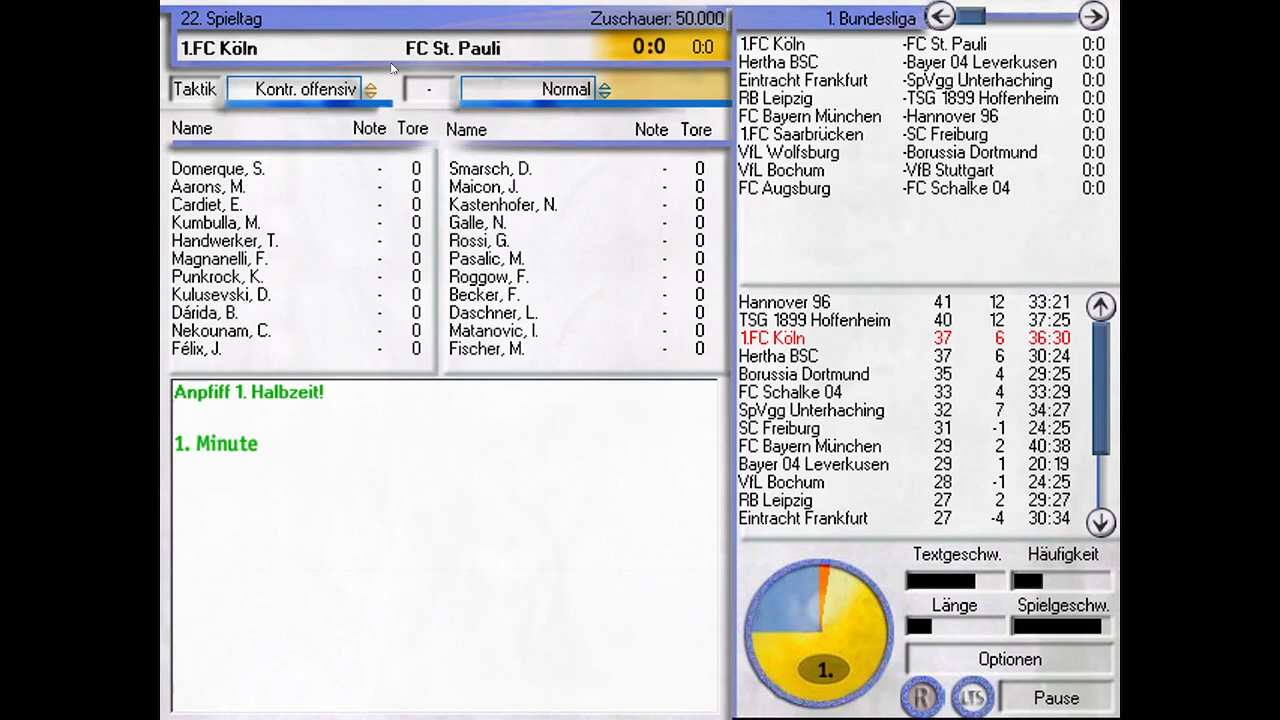 22. Spieltag Zuschauer: 50.000
1.FC Köln FC St. Pauli 0:0 0:0
Taktik Kontr. offensiv - Normal
Name Note Tore Name Note Tore
Domerque, S. - 0 Smarsch, D. - 0
Aarons, M. - 0 Maicon, J. - 0
Cardiet, E. - 0 Kastenhofer, N. - 0
Kumbulla, M. - 0 Galle, N. - 0
Handwerker, T. - 0 Rossi, G. - 0
Magnanelli, F. - 0 Pasalic, M. - 0
Punkrock, K. - 0 Roggow, F. - 0
Kulusevski, D. - 0 Becker, F. - 0
Dárida, B. - 0 Daschner, L. - 0
Nekounam, C. - 0 Matanovic, I. - 0
Félix, J. - 0 Fischer, M. - 0
Anpfiff 1. Halbzeit!
1. Minute
1. Bundesliga
1.FC Köln -FC St. Pauli 0:0
Hertha BSC -Bayer 04 Leverkusen 0:0
Eintracht Frankfurt -SpVgg Unterhaching 0:0
RB Leipzig -TSG 1899 Hoffenheim 0:0
FC Bayern München -Hannover 96 0:0
1.FC Saarbrücken -SC Freiburg 0:0
VfL Wolfsburg -Borussia Dortmund 0:0
VfL Bochum -VfB Stuttgart 0:0
FC Augsburg -FC Schalke 04 0:0
Hannover 96 41 12 33:21
TSG 1899 Hoffenheim 40 12 37:25
1.FC Köln 37 6 36:30
Hertha BSC 37 6 30:24
Borussia Dortmund 35 4 29:25
FC Schalke 04 33 4 33:29
SpVgg Unterhaching 32 7 34:27
SC Freiburg 31 -1 24:25
FC Bayern München 29 2 40:38
Bayer 04 Leverkusen 29 1 20:19
VfL Bochum 28 -1 24:25
RB Leipzig 27 2 29:27
Eintracht Frankfurt 27 -4 30:34
Textgeschw. Häufigkeit
Länge Spielgeschw.
1.
Optionen
R LTS Pause